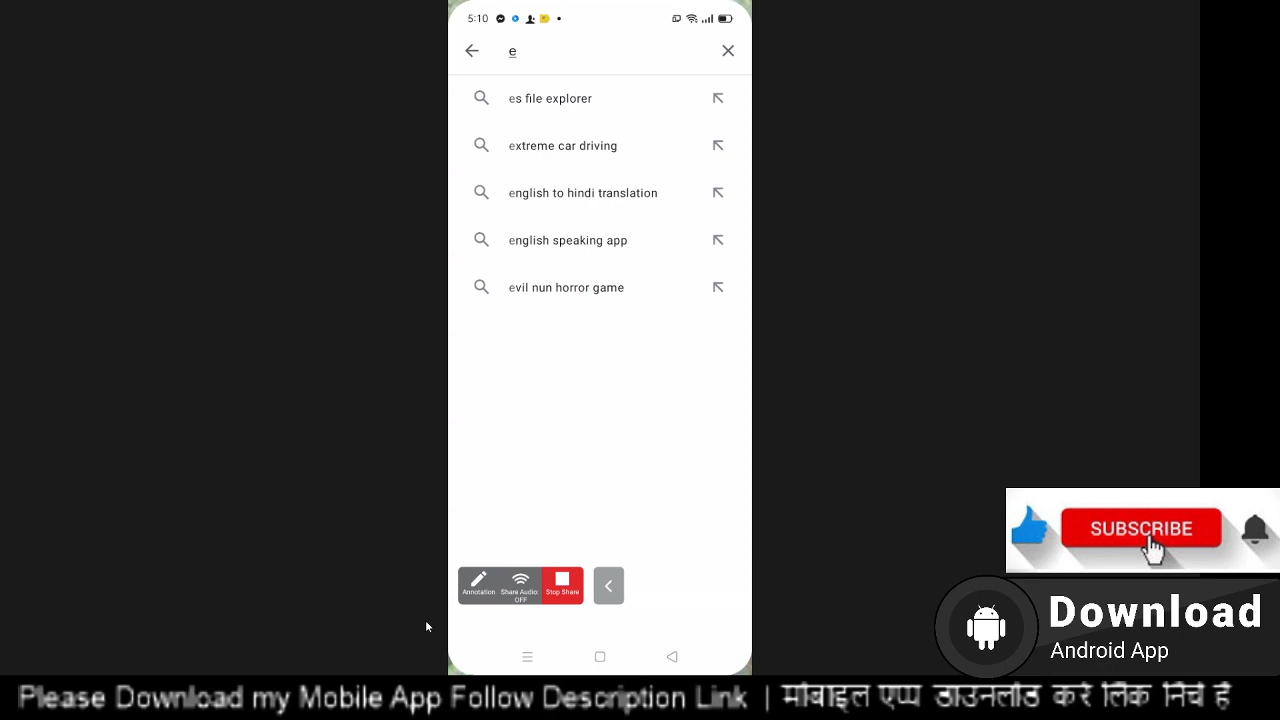 5:10
e
es file explorer
extreme car driving
english to hindi translation
english speaking app
evil nun horror game
Annotation
Share Audio: OFF
Stop Share
SUBSCRIBE
Download
Android App
Please Download my Mobile App Follow Description Link | मोबाइल एप्प डाउनलोड करे लिंक निचे हे